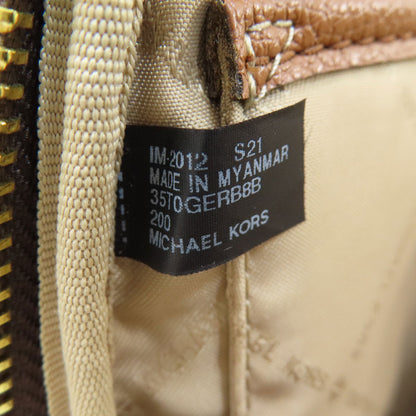 IM-2012 S21
MADE IN MYANMAR
35T0GERB8B
200
MICHAEL KORS